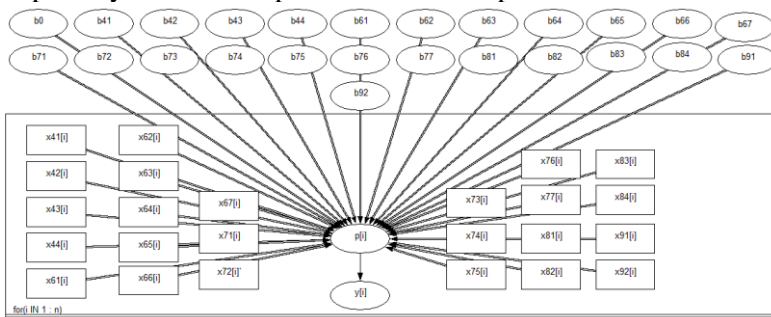 b0 b41 b42 b43 b44 b61 b62 b63 b64 b65 b66 b67
b71 b72 b73 b74 b75 b76 b77 b81 b82 b83 b84 b91
b92
x41[i] x62[i]
x76[i] x83[i]
x42[i] x63[i]
x67[i] x73[i] x77[i] x84[i]
x43[i] x64[i]
x71[i] p[i] x74[i] x81[i] x91[i]
x44[i] x65[i]
x61[i] x66[i] x72[i]` x75[i] x82[i] x92[i]
y[i]
for(i IN 1 : n)